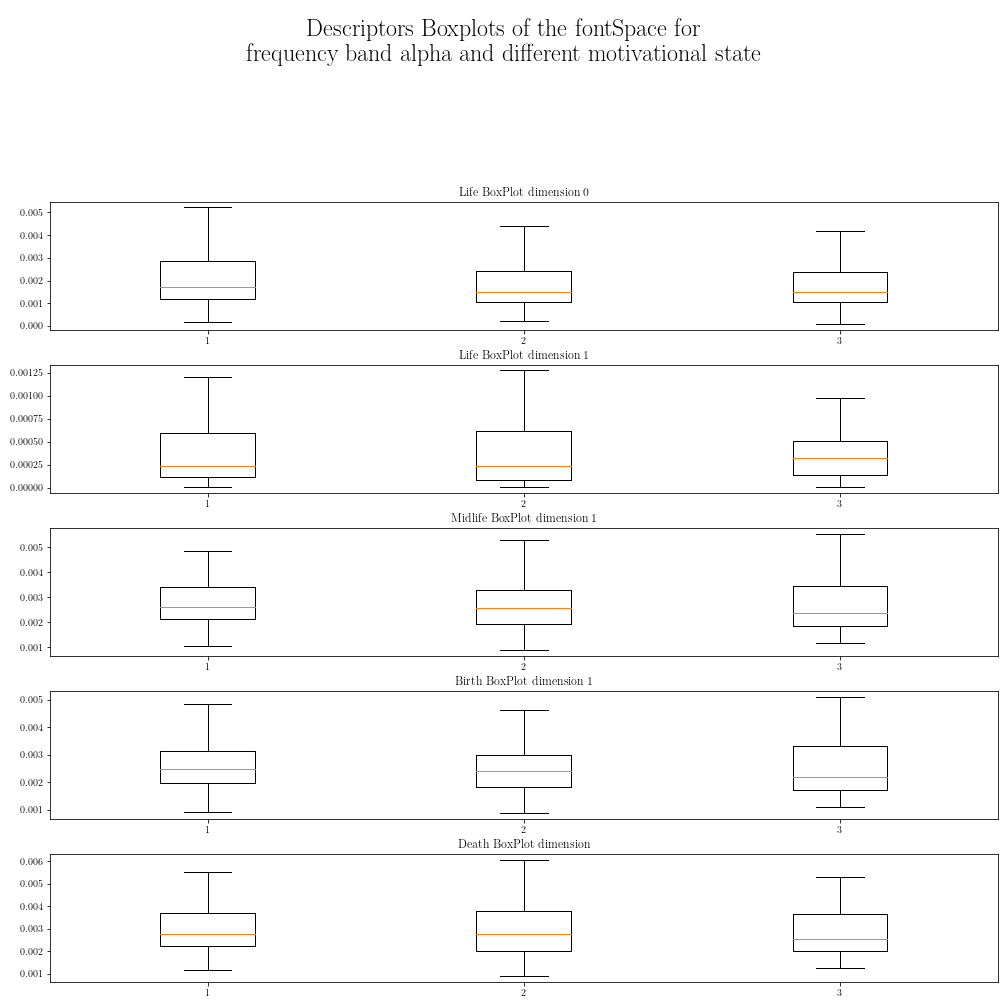 Descriptors Boxplots of the fontSpace for
frequency band alpha and different motivational state
Life BoxPlot dimension 0
0.005
0.004
0.003
0.002
0.001
0.000
1 2 3
Life BoxPlot dimension 1
0.00125
0.00100
0.00075
0.00050
0.00025
0.00000
1 2 3
Midlife BoxPlot dimension 1
0.005
0.004
0.003
0.002
0.001
1 2 3
Birth BoxPlot dimension 1
0.005
0.004
0.003
0.002
0.001
1 2 3
Death BoxPlot dimension
0.006
0.005
0.004
0.003
0.002
0.001
1 2 3